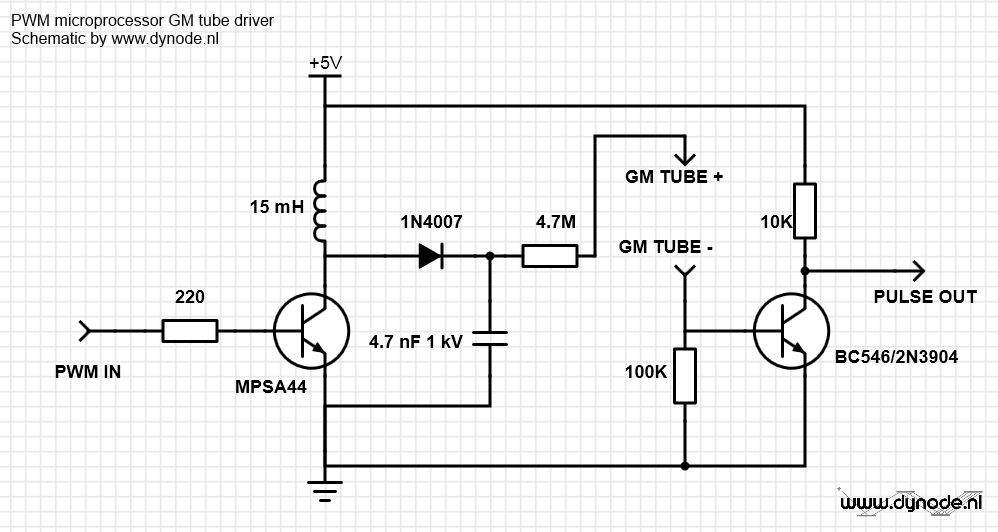 PWM microprocessor GM tube driver
Schematic by www.dynode.nl
+5V
15 mH
1N4007
4.7M
GM TUBE +
10K
GM TUBE -
220
PULSE OUT
4.7 nF 1 kV
BC546/2N3904
PWM IN
MPSA44
100K
www.dynode.nl